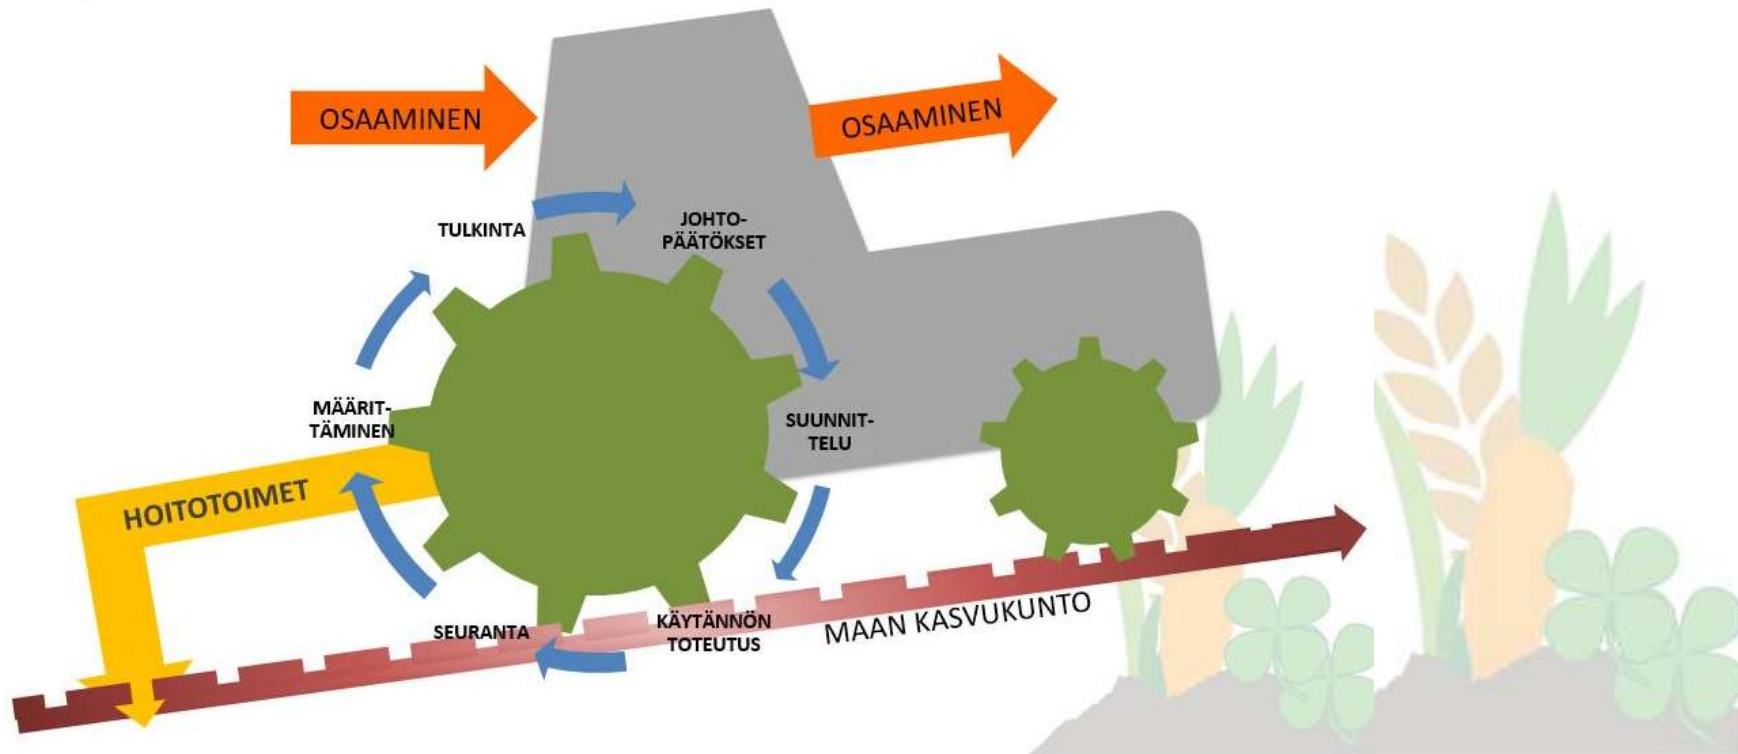 OSAAMINEN
OSAAMINEN
TULKINTA
JOHTO-
PÄÄTÖKSET
MÄÄRIT-
TÄMINEN
SUUNNIT-
TELU
HOITOTOIMET
SEURANTA
KÄYTÄNNÖN
TOTEUTUS
MAAN KASVUKUNTO